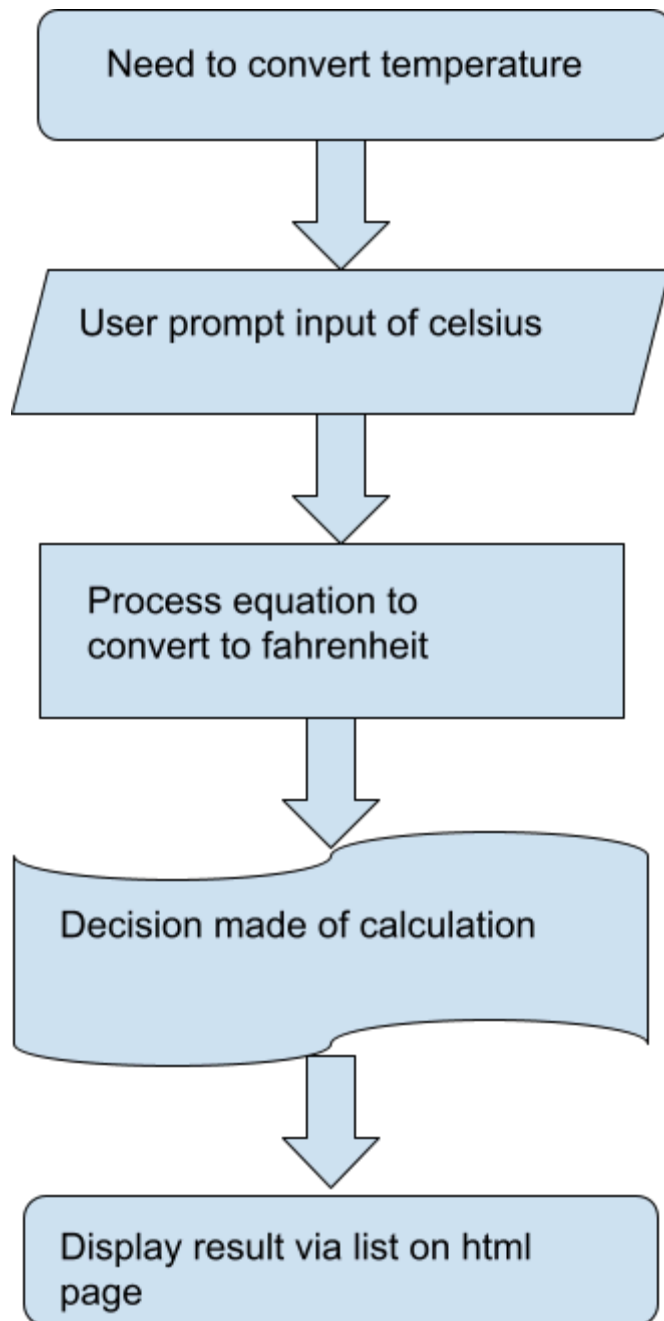 Need to convert temperature
User prompt input of celsius
Process equation to
convert to fahrenheit
Decision made of calculation
Display result via list on html
page